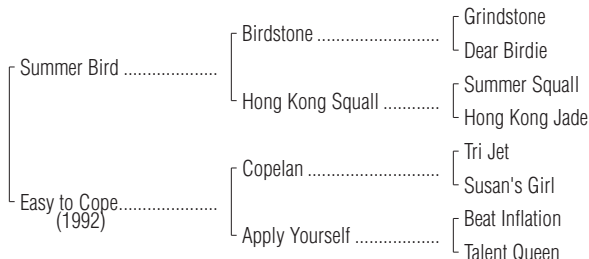 Grindstone
Birdstone ....................
Dear Birdie
Summer Bird ....................
Summer Squall
Hong Kong Squall ............
Hong Kong Jade
Tri Jet
Copelan ............................
Susan's Girl
Easy to Cope.....................
(1992)
Beat Inflation
Apply Yourself ..................
Talent Queen